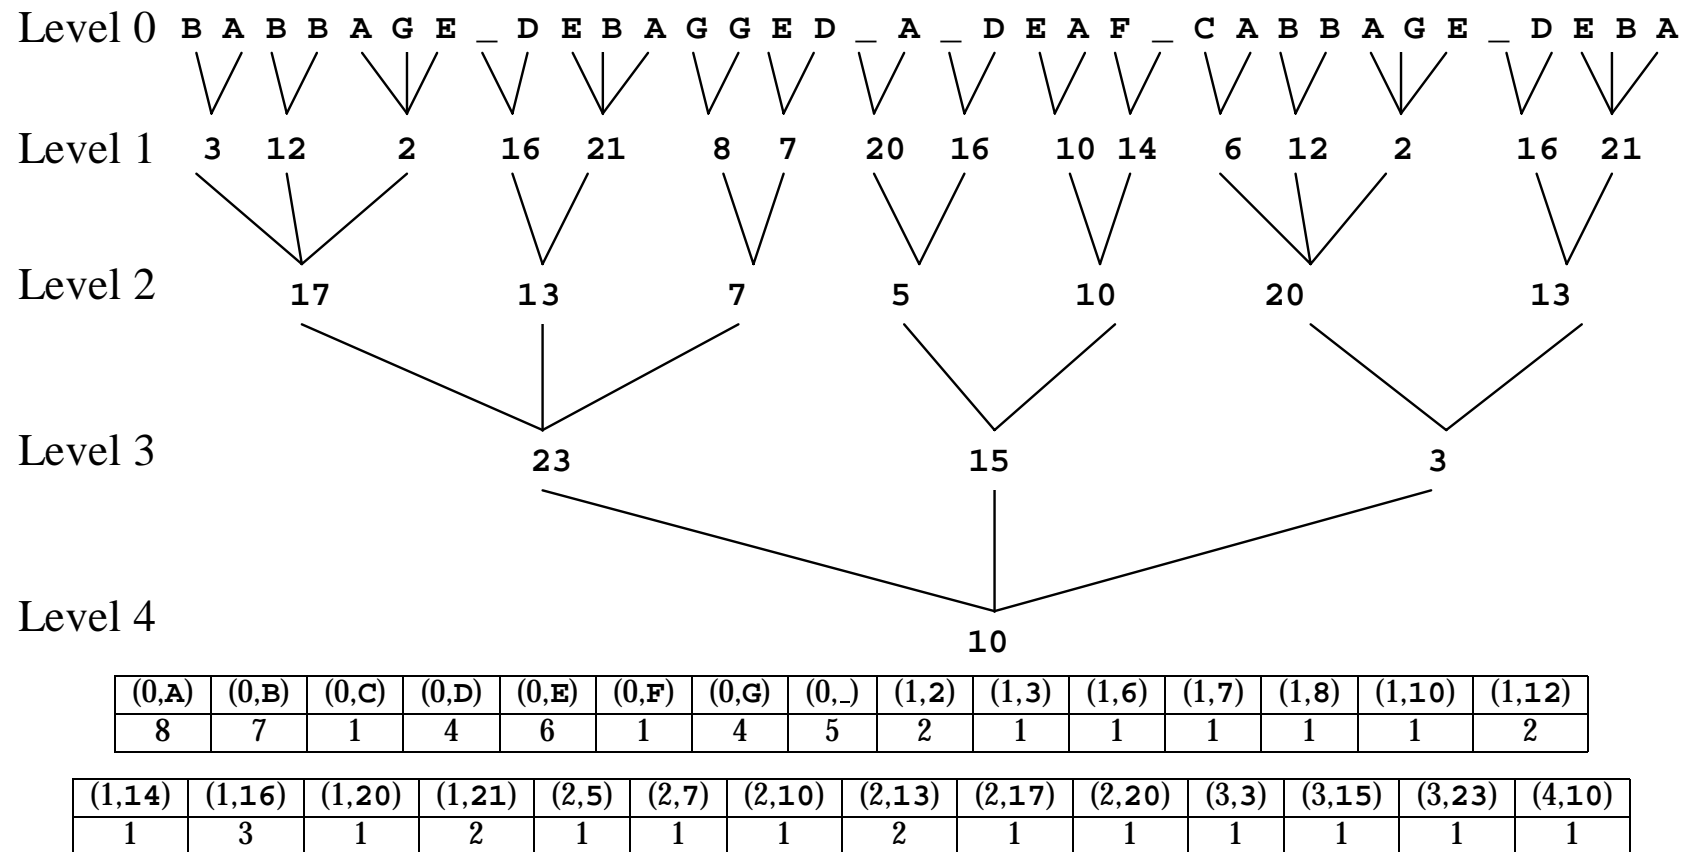 Level 0 B A B B A G E _ D E B A G G E D _ A _ D E A F _ C A B B A G E _ D E B A
Level 1 3 12 2 16 21 8 7 20 16 10 14 6 12 2 16 21
Level 2 17 13 7 5 10 20 13
Level 3 23 15 3
Level 4 10
(0,A) (0,B) (0,C) (0,D) (0,E) (0,F) (0,G) (0,_) (1,2) (1,3) (1,6) (1,7) (1,8) (1,10) (1,12)
8 7 1 4 6 1 4 5 2 1 1 1 1 1 2
(1,14) (1,16) (1,20) (1,21) (2,5) (2,7) (2,10) (2,13) (2,17) (2,20) (3,3) (3,15) (3,23) (4,10)
1 3 1 2 1 1 1 2 1 1 1 1 1 1